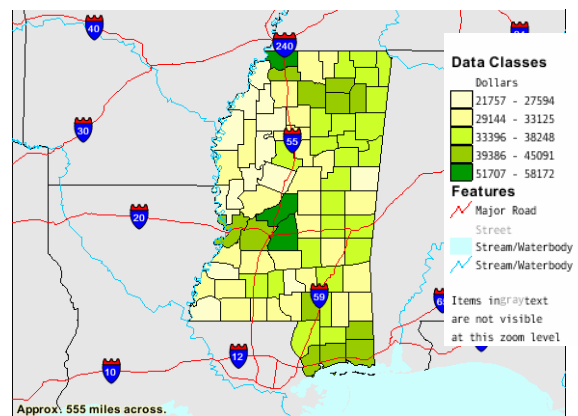 40
240
30
55
20
59
12
10
Data Classes
Dollars
21757 - 27594
29144 - 33125
33396 - 38248
39386 - 45091
51707 - 58172
Features
Major Road
Street
Stream/Waterbody
Stream/Waterbody
Items in gray text
are not visible
at this zoom level
Approx. 555 miles across.